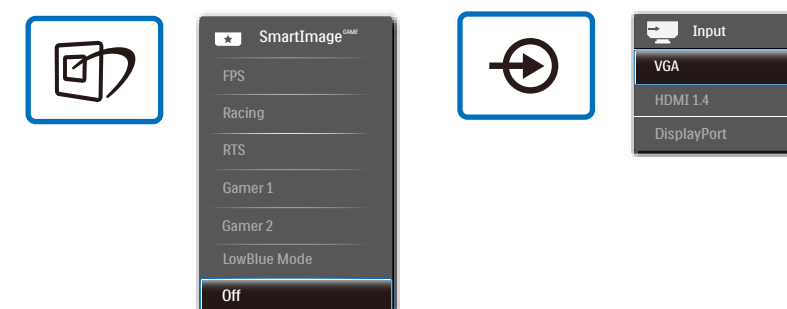 SmartImage GAME
FPS
Racing
RTS
Gamer 1
Gamer 2
LowBlue Mode
Off
Input
VGA
HDMI 1.4
DisplayPort